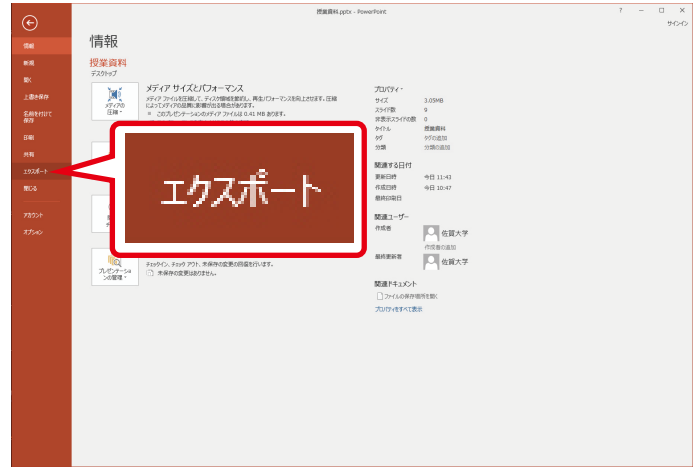 授業資料.pptx - PowerPoint
サインイン
情報
新規
開く
上書き保存
名前を付けて
保存
印刷
共有
エクスポート
閉じる
アカウント
オプション
情報
授業資料
デスクトップ
メディアの
圧縮
メディア サイズとパフォーマンス
メディア ファイルを圧縮して、ディスク領域を節約し、再生パフォーマンスを向上させます。圧縮
によってメディアの品質に影響が出る場合があります。
このプレゼンテーションのメディア ファイルは 0.41 MB あります。
エクスポート
プレゼンテーショ
ンの管理
チェックイン、チェック アウト、未保存の変更の回復を行います。
未保存の変更はありません。
プロパティ
サイズ 3.05MB
スライド数 9
非表示スライドの数 0
タイトル 授業資料
タグ タグの追加
分類 分類の追加
関連する日付
更新日時 今日 11:43
作成日時 今日 10:47
最終印刷日
関連ユーザー
作成者 佐賀大学
作成者の追加
最終更新者 佐賀大学
関連ドキュメント
ファイルの保存場所を開く
プロパティをすべて表示